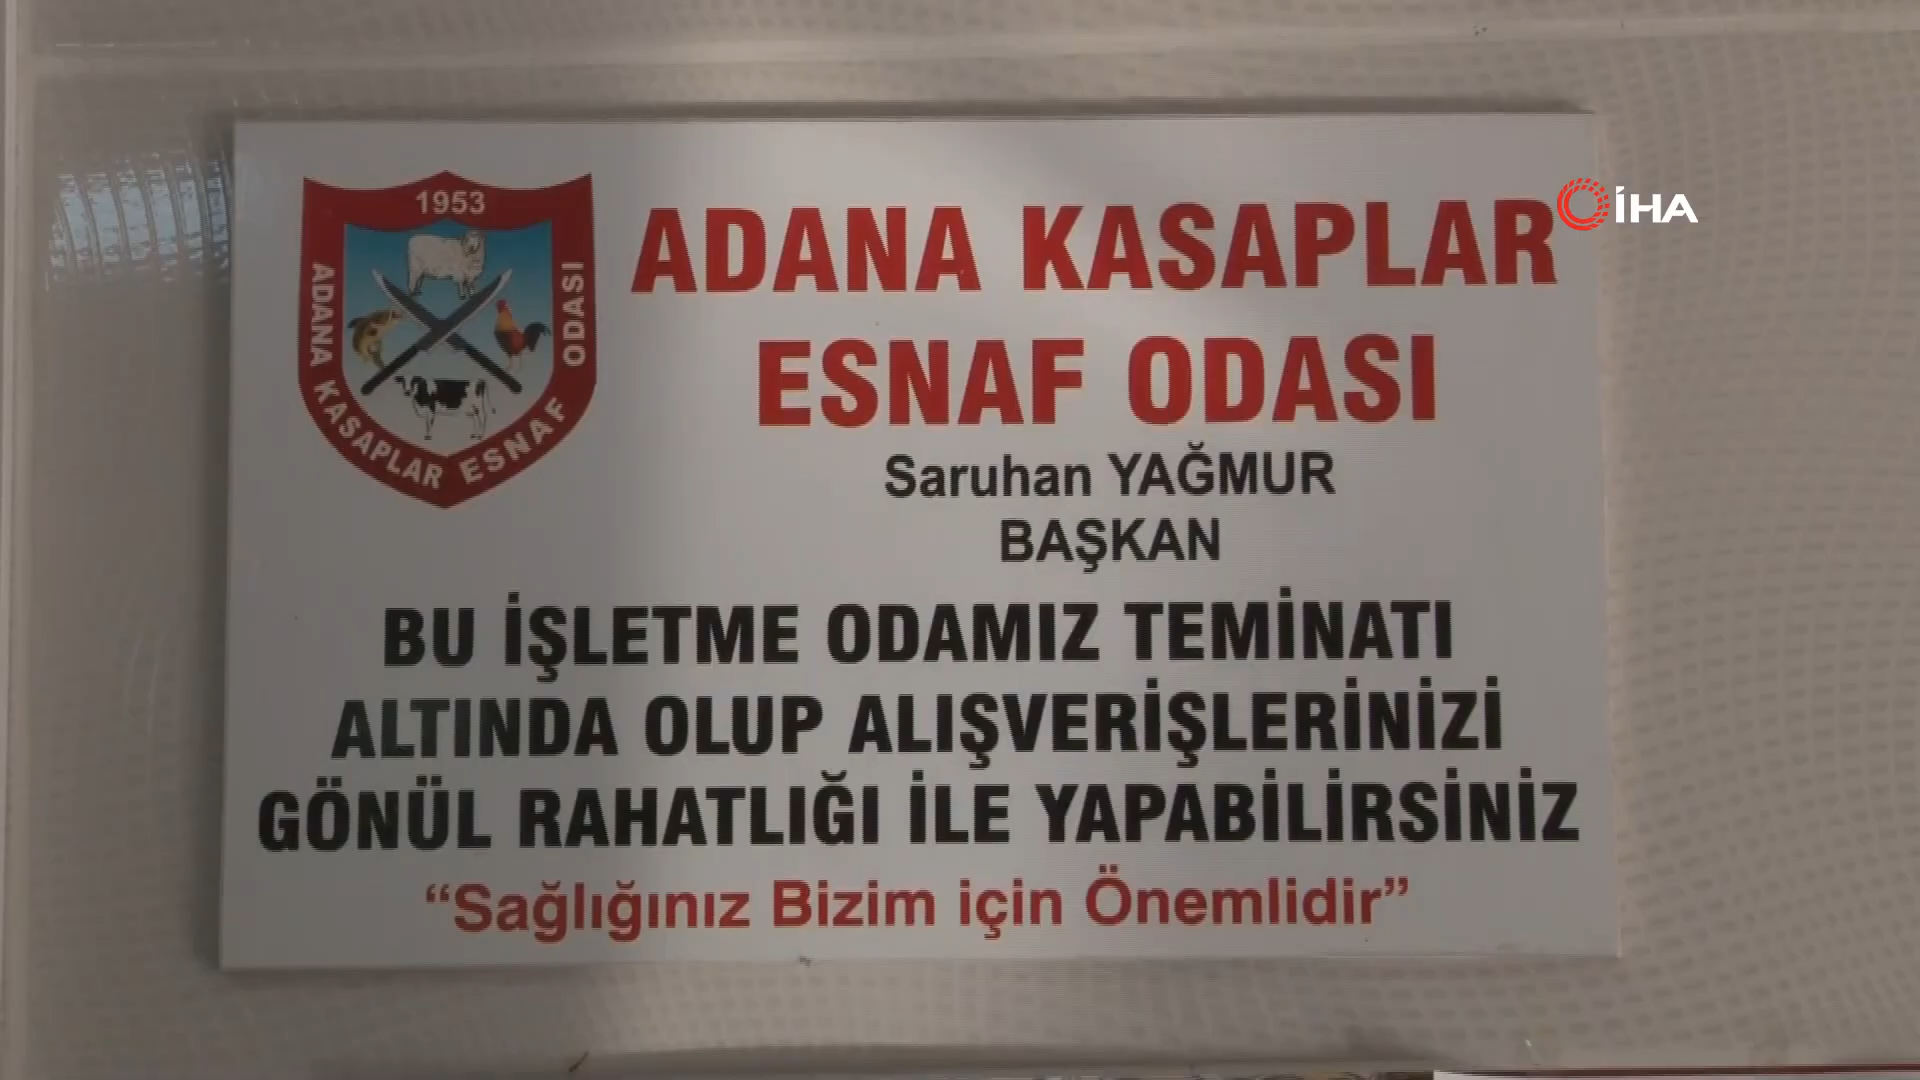 1953
ADANA KASAPLAR ESNAF ODASI
ADANA KASAPLAR
ESNAF ODASI
Saruhan YAĞMUR
BAŞKAN
BU İŞLETME ODAMIZ TEMİNATI
ALTINDA OLUP ALIŞVERİŞLERİNİZİ
GÖNÜL RAHATLIĞI İLE YAPABİLİRSİNİZ
“Sağlığınız Bizim için Önemlidir”
İHA